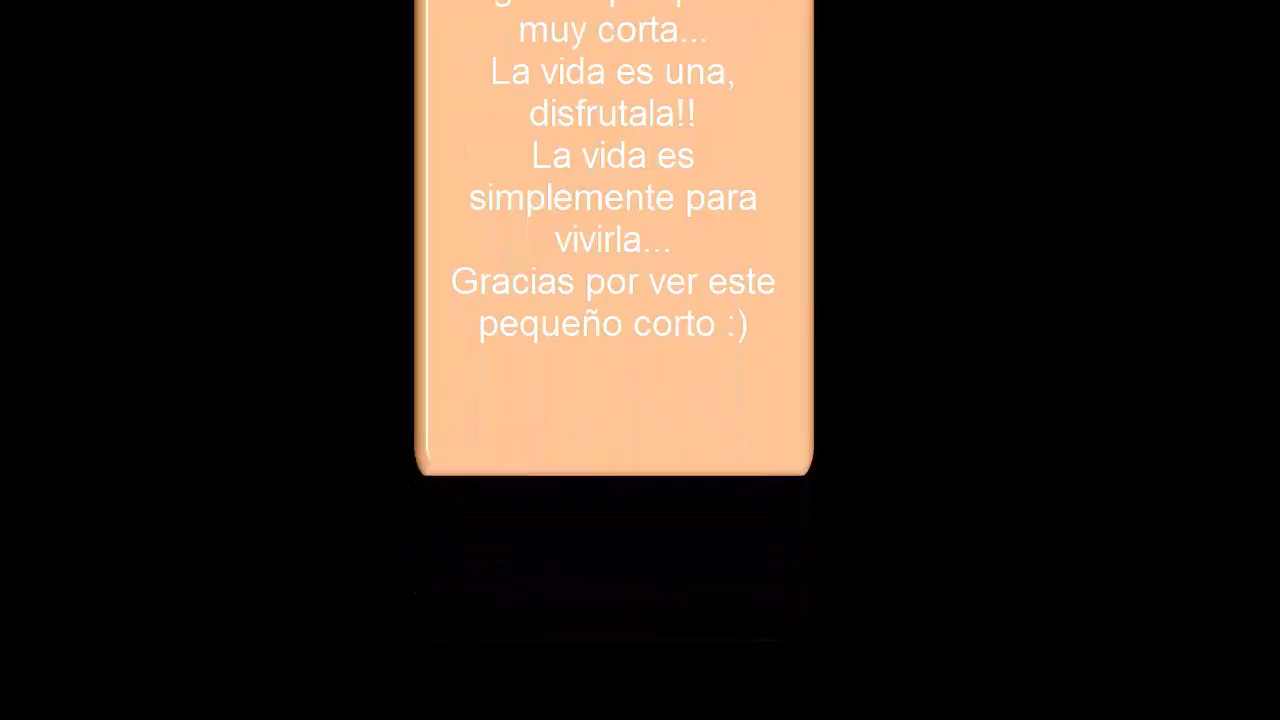 muy corta...
La vida es una,
disfrutala!!
La vida es
simplemente para
vivirla...
Gracias por ver este
pequeño corto :)